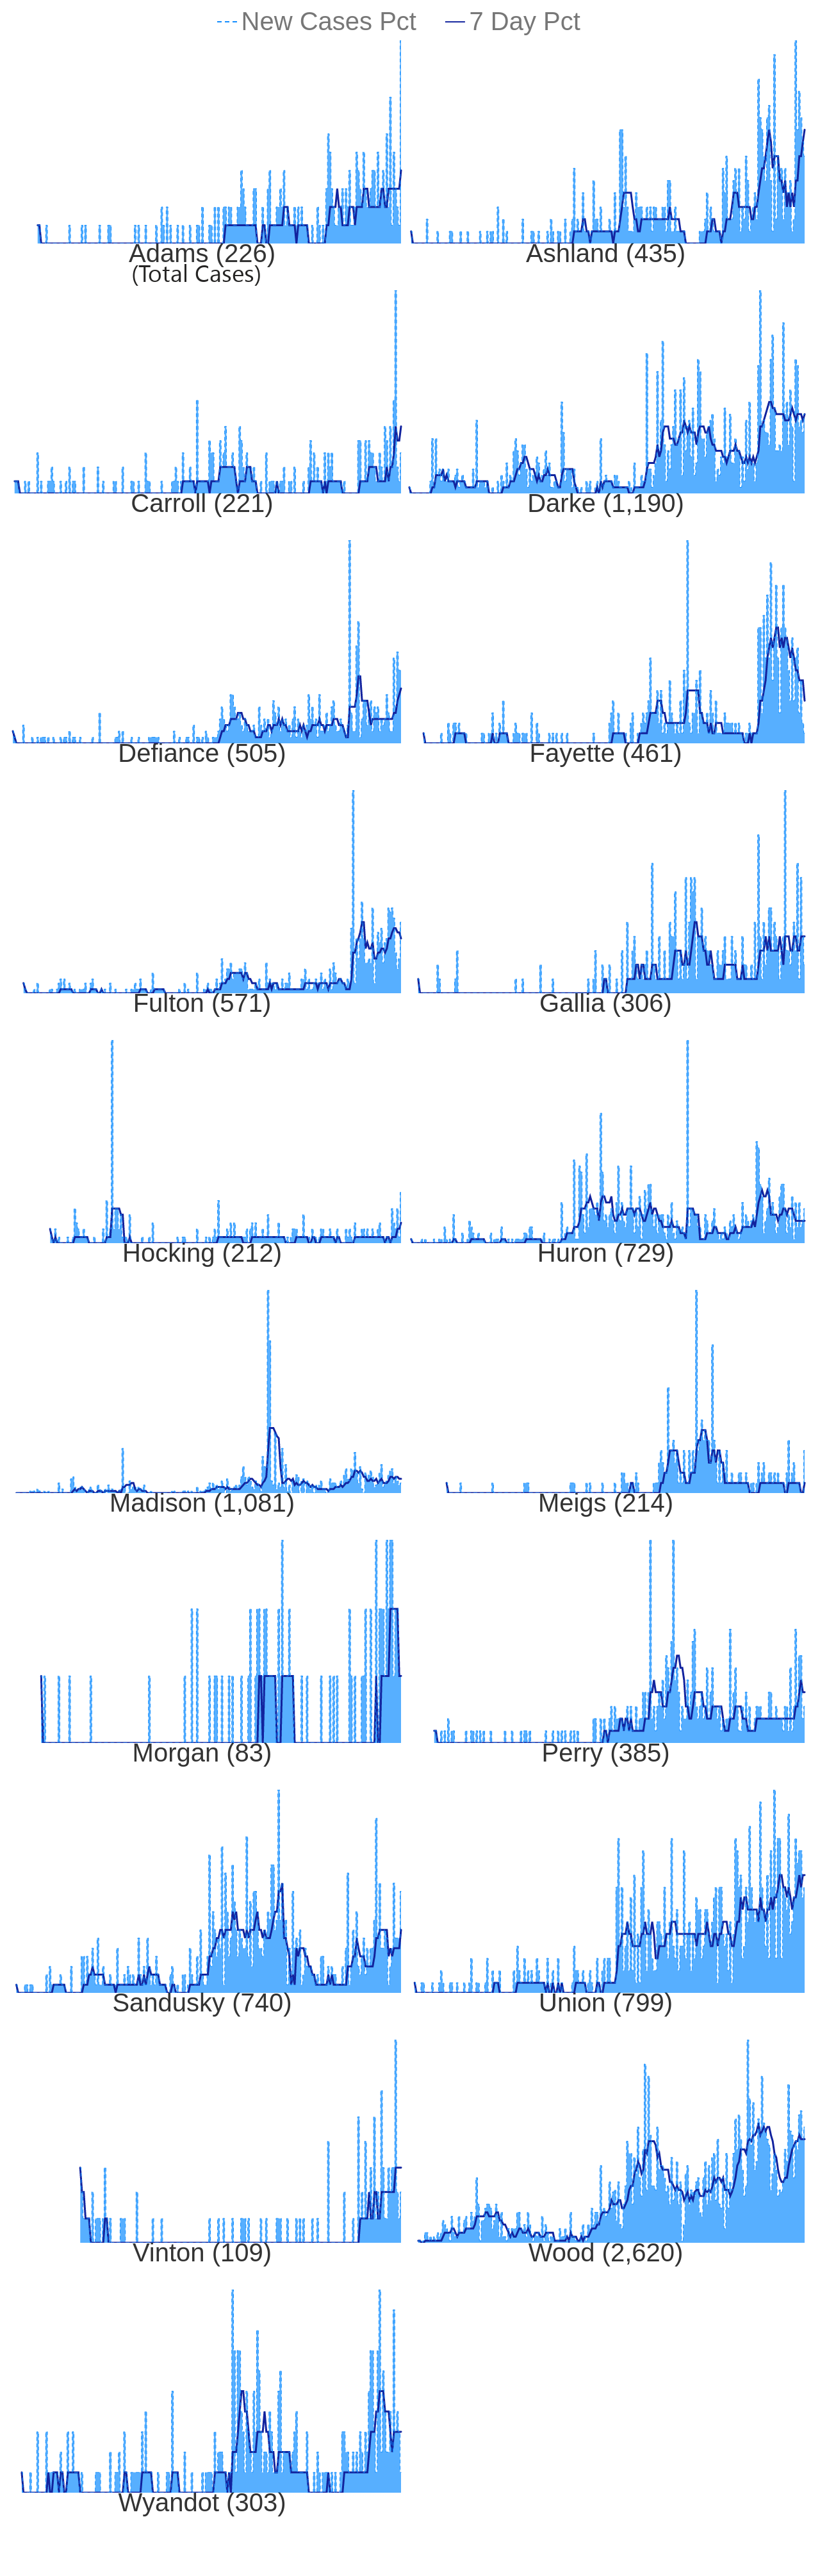 New Cases Pct 7 Day Pct
Adams (226) Ashland (435)
(Total Cases)
Carroll (221) Darke (1,190)
Defiance (505) Fayette (461)
Fulton (571) Gallia (306)
Hocking (212) Huron (729)
Madison (1,081) Meigs (214)
Morgan (83) Perry (385)
Sandusky (740) Union (799)
Vinton (109) Wood (2,620)
Wyandot (303)